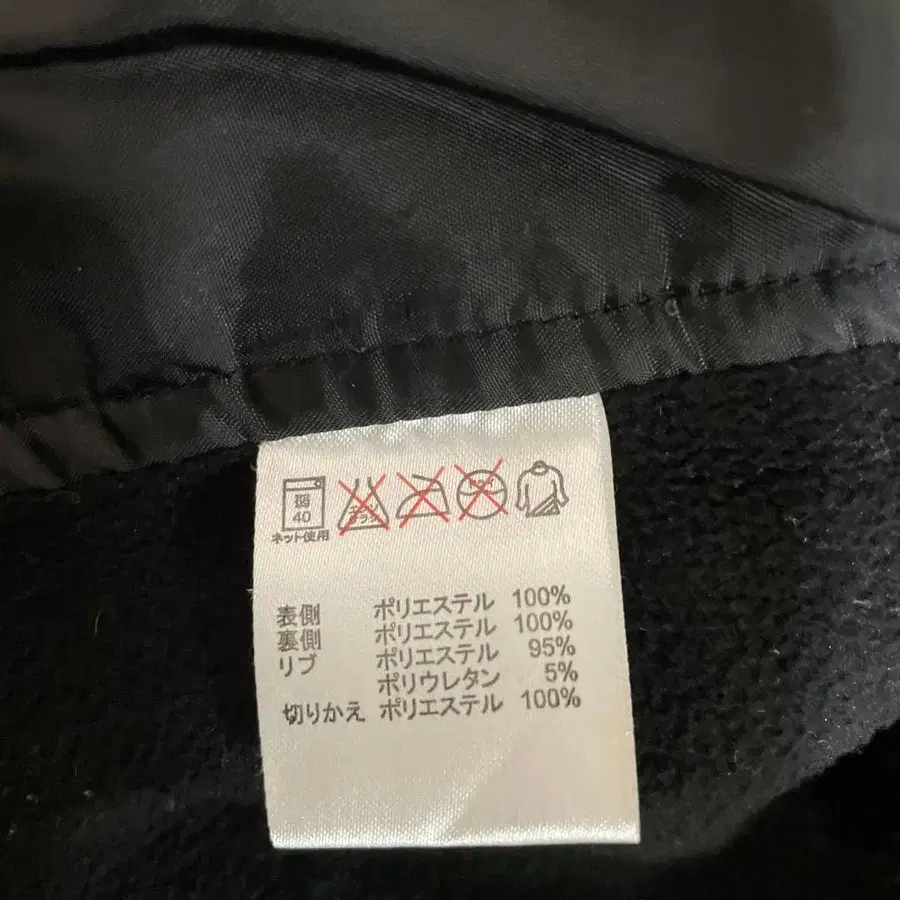 弱
40
ネット使用
表側 ポリエステル 100%
裏側 ポリエステル 100%
リブ ポリエステル 95%
ポリウレタン 5%
切りかえ ポリエステル 100%